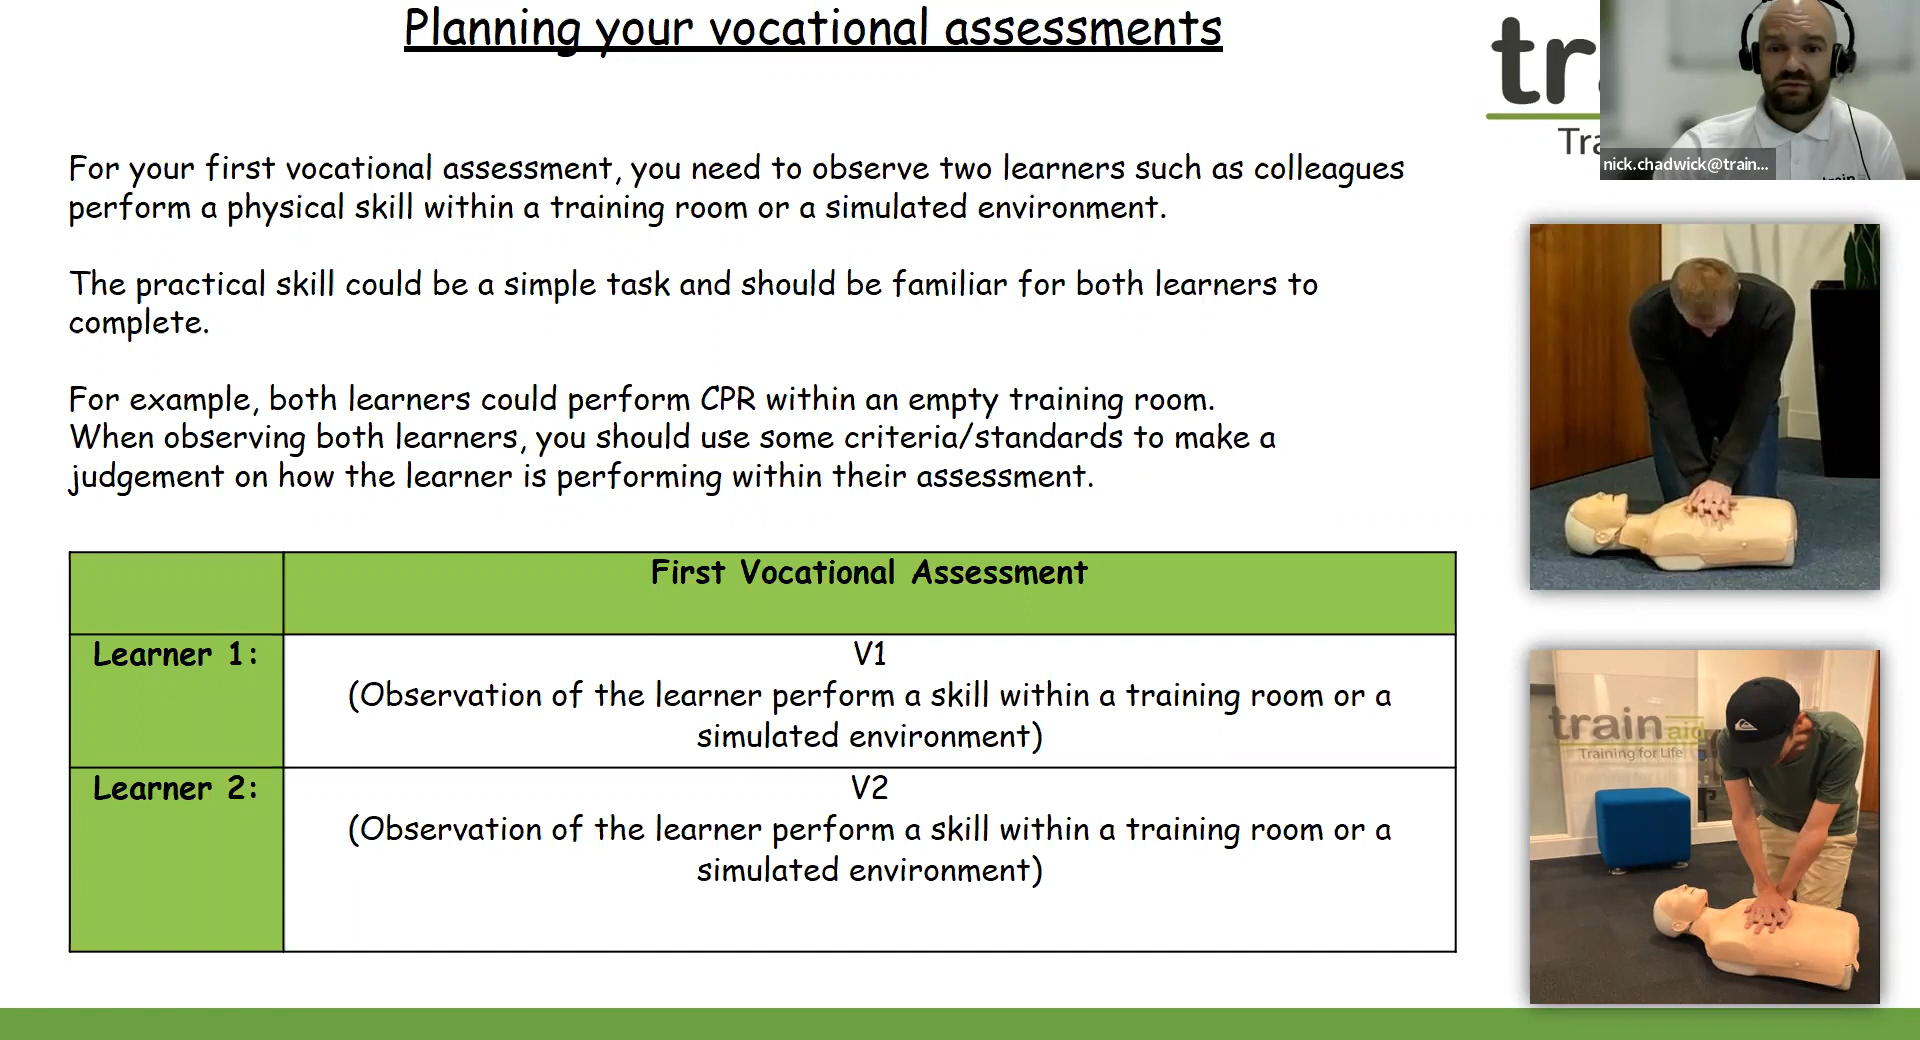 Planning your vocational assessments
tr
Tra
nick.chadwick@train...
For your first vocational assessment, you need to observe two learners such as colleagues
perform a physical skill within a training room or a simulated environment.
The practical skill could be a simple task and should be familiar for both learners to
complete.
For example, both learners could perform CPR within an empty training room.
When observing both learners, you should use some criteria/standards to make a
judgement on how the learner is performing within their assessment.
First Vocational Assessment
Learner 1:
V1
(Observation of the learner perform a skill within a training room or a
simulated environment)
Learner 2:
V2
(Observation of the learner perform a skill within a training room or a
simulated environment)
train aid
Training for Life